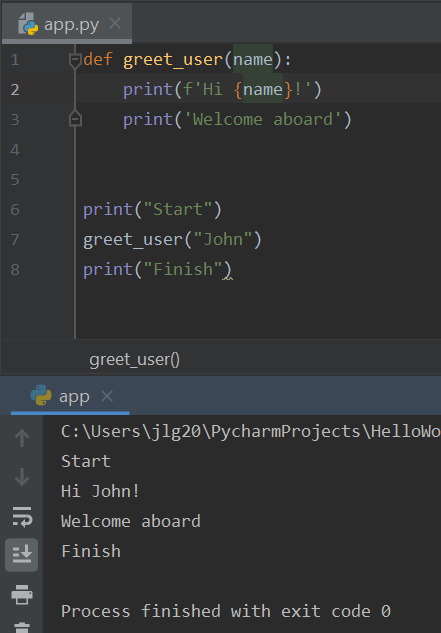 app.py
1 def greet_user(name):
2     print(f'Hi {name}!')
3     print('Welcome aboard')
4
5
6 print("Start")
7 greet_user("John")
8 print("Finish")
greet_user()
app
C:\Users\jlg20\PycharmProjects\HelloWo
Start
Hi John!
Welcome aboard
Finish
Process finished with exit code 0